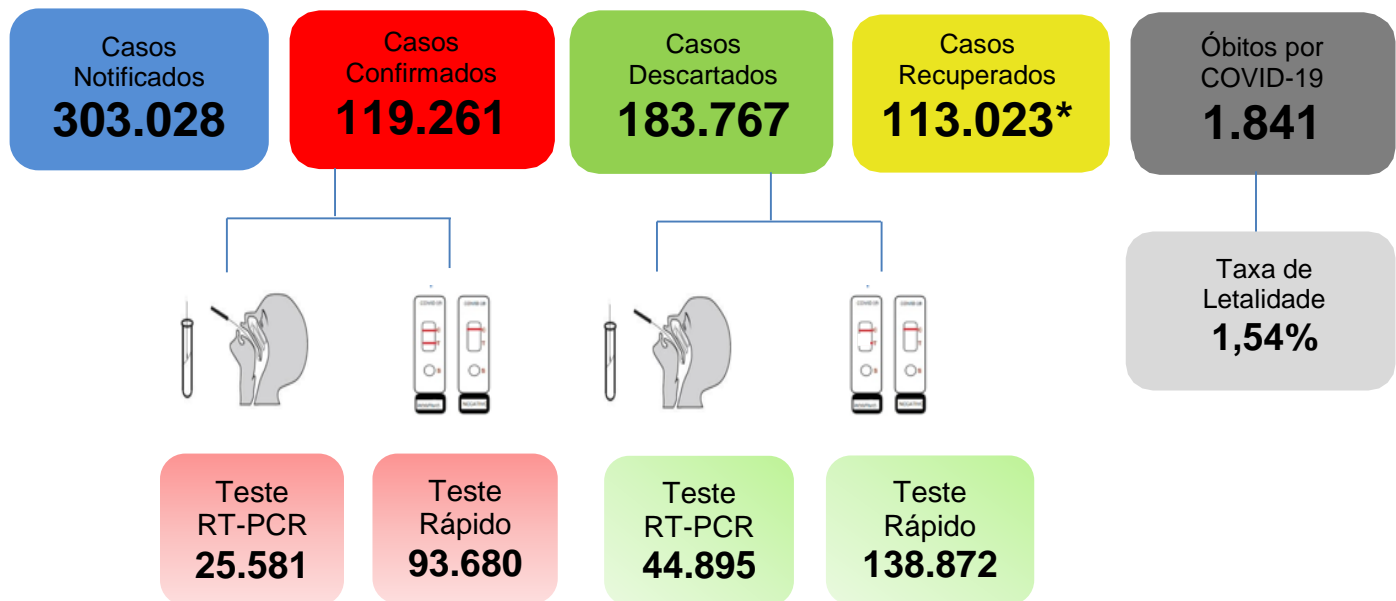 Casos
Notificados
303.028
Casos
Confirmados
119.261
Casos
Descartados
183.767
Casos
Recuperados
113.023*
Óbitos por
COVID-19
1.841
Taxa de
Letalidade
1,54%
Teste
RT-PCR
25.581
Teste
Rápido
93.680
Teste
RT-PCR
44.895
Teste
Rápido
138.872